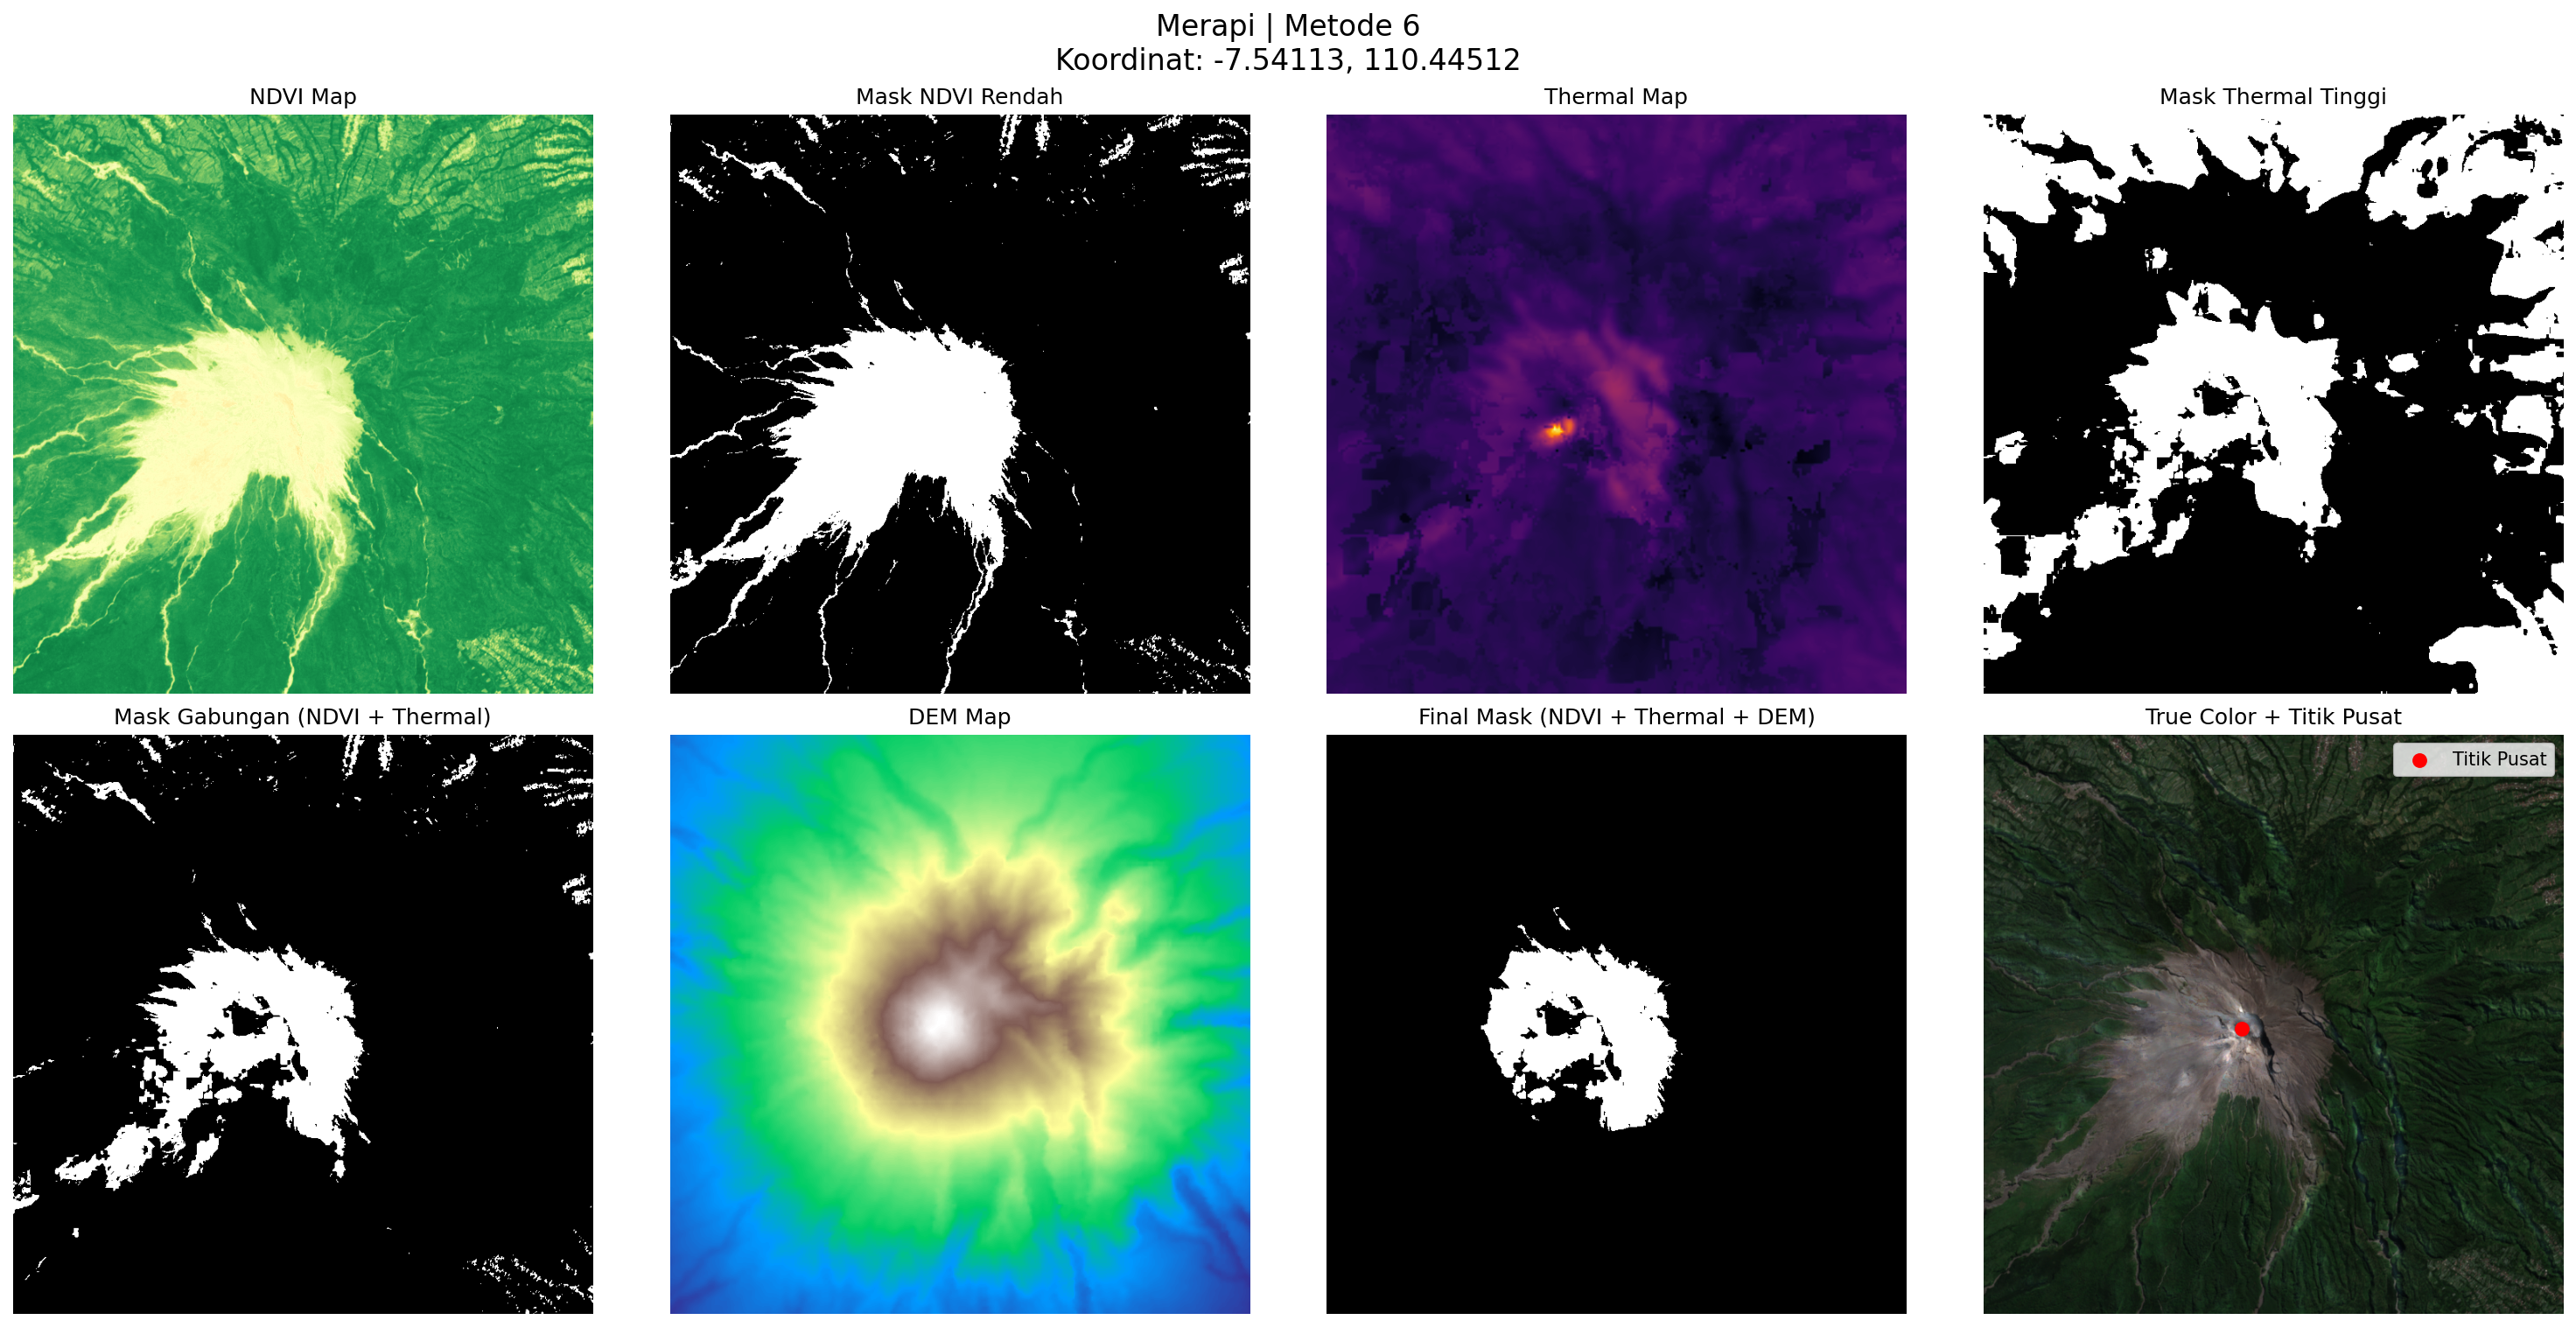 Merapi | Metode 6
Koordinat: -7.54113, 110.44512
NDVI Map
Mask NDVI Rendah
Thermal Map
Mask Thermal Tinggi
Mask Gabungan (NDVI + Thermal)
DEM Map
Final Mask (NDVI + Thermal + DEM)
True Color + Titik Pusat
Titik Pusat